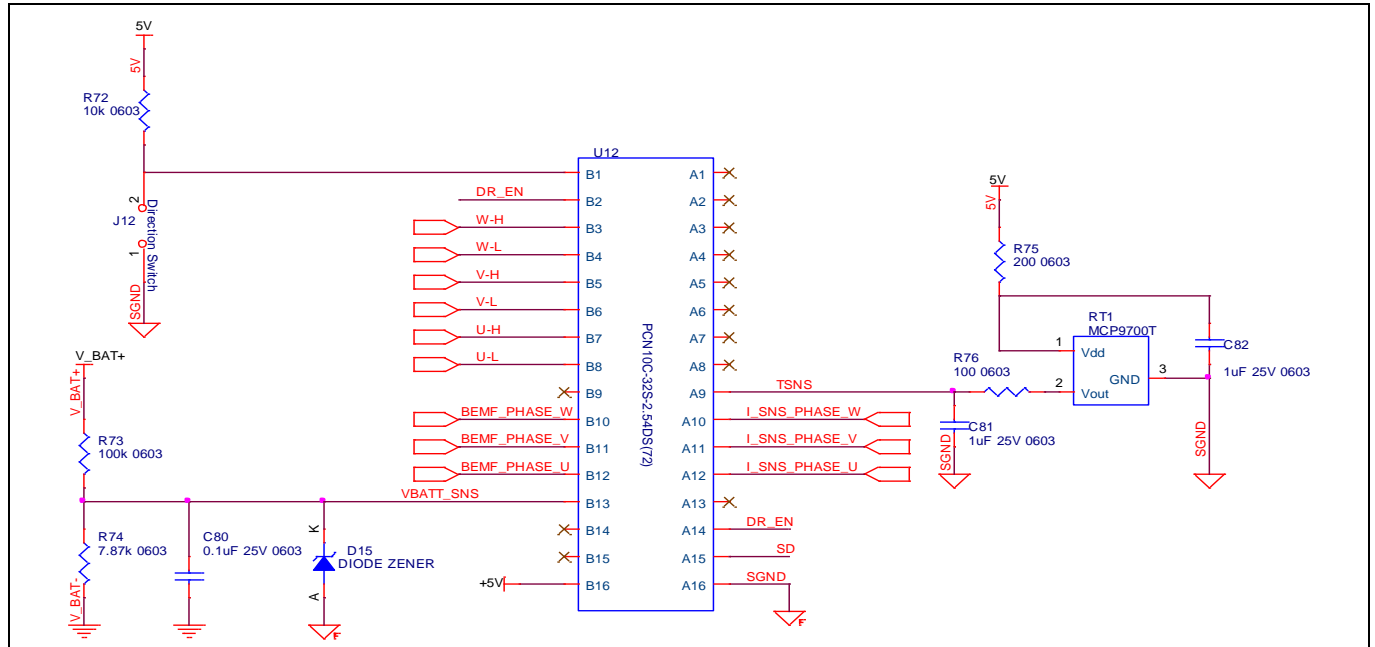 5V
5V
R72
10k 0603
2
J12
Direction Switch
1
SGND
V_BAT+
V_BAT+
R73
100k 0603
VBATT_SNS
R74
7.87k 0603
V_BAT-
C80
0.1uF 25V 0603
K
D15
DIODE ZENER
A
F
U12
PCN10C-32S-2.54DS(72)
B1
DR_EN
B2
W-H
B3
W-L
B4
V-H
B5
V-L
B6
U-H
B7
U-L
B8
B9
BEMF_PHASE_W
B10
BEMF_PHASE_V
B11
BEMF_PHASE_U
B12
B13
B14
B15
+5V
B16
A1
A2
A3
A4
A5
A6
A7
A8
A9
TSNS
A10
I_SNS_PHASE_W
A11
I_SNS_PHASE_V
A12
I_SNS_PHASE_U
A13
A14
DR_EN
A15
SD
A16
SGND
F
5V
5V
R75
200 0603
RT1
MCP9700T
1
Vdd
GND
3
2
Vout
R76
100 0603
C81
1uF 25V 0603
SGND
C82
1uF 25V 0603
SGND